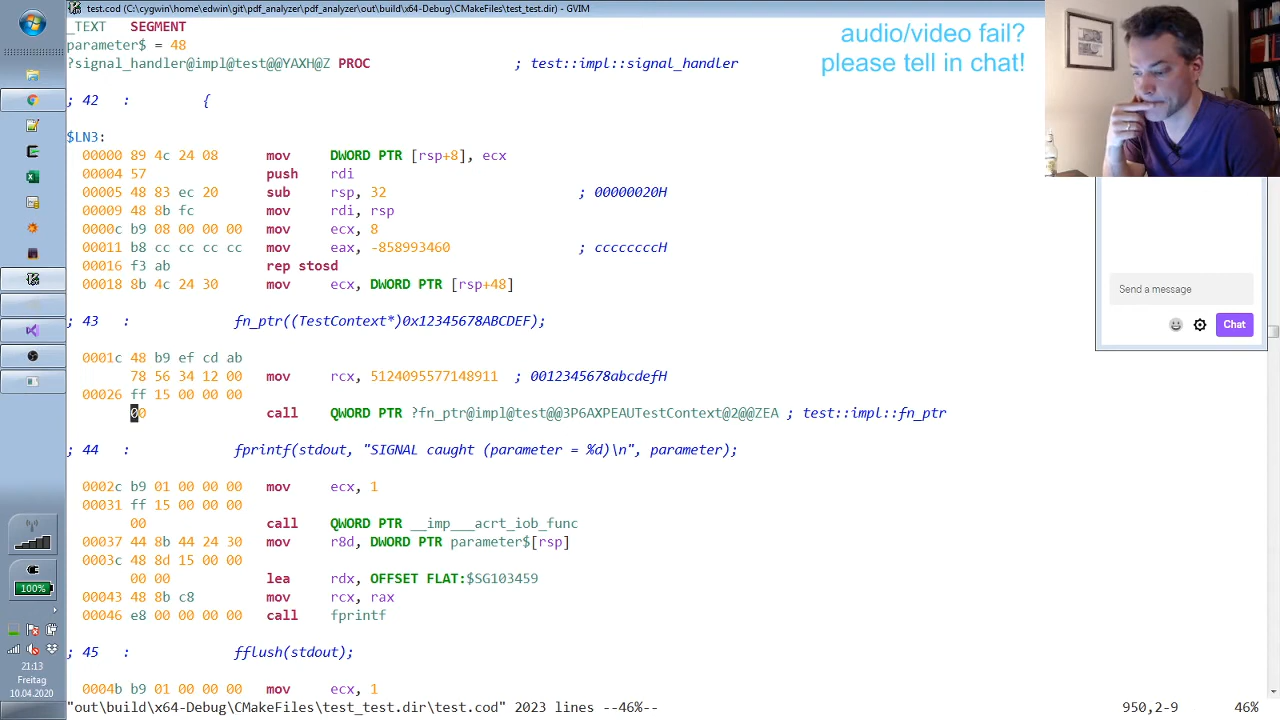 test.cod (C:\cygwin\home\edwin\git\pdf_analyzer\pdf_analyzer\out\build\x64-Debug\CMakeFiles\test_test.dir) - GVIM
_TEXT SEGMENT
parameter$ = 48
?signal_handler@impl@test@@YAXH@Z PROC ; test::impl::signal_handler
; 42 : {
$LN3:
00000 89 4c 24 08 mov DWORD PTR [rsp+8], ecx
00004 57 push rdi
00005 48 83 ec 20 sub rsp, 32 ; 00000020H
00009 48 8b fc mov rdi, rsp
0000c b9 08 00 00 00 mov ecx, 8
00011 b8 cc cc cc cc mov eax, -858993460 ; ccccccccH
00016 f3 ab rep stosd
00018 8b 4c 24 30 mov ecx, DWORD PTR [rsp+48]
; 43 : fn_ptr((TestContext*)0x12345678ABCDEF);
0001c 48 b9 ef cd ab
78 56 34 12 00 mov rcx, 5124095577148911 ; 0012345678abcdefH
00026 ff 15 00 00 00
00 call QWORD PTR ?fn_ptr@impl@test@@3P6AXPEAUTestContext@2@@ZEA ; test::impl::fn_ptr
; 44 : fprintf(stdout, "SIGNAL caught (parameter = %d)\n", parameter);
0002c b9 01 00 00 00 mov ecx, 1
00031 ff 15 00 00 00
00 call QWORD PTR __imp___acrt_iob_func
00037 44 8b 44 24 30 mov r8d, DWORD PTR parameter$[rsp]
0003c 48 8d 15 00 00
00 00 lea rdx, OFFSET FLAT:$SG103459
00043 48 8b c8 mov rcx, rax
00046 e8 00 00 00 00 call fprintf
; 45 : fflush(stdout);
0004b b9 01 00 00 00 mov ecx, 1
"out\build\x64-Debug\CMakeFiles\test_test.dir\test.cod" 2023 lines --46%-- 950,2-9 46%
audio/video fail?
please tell in chat!
Send a message
Chat
100%
21:13
Freitag
10.04.2020